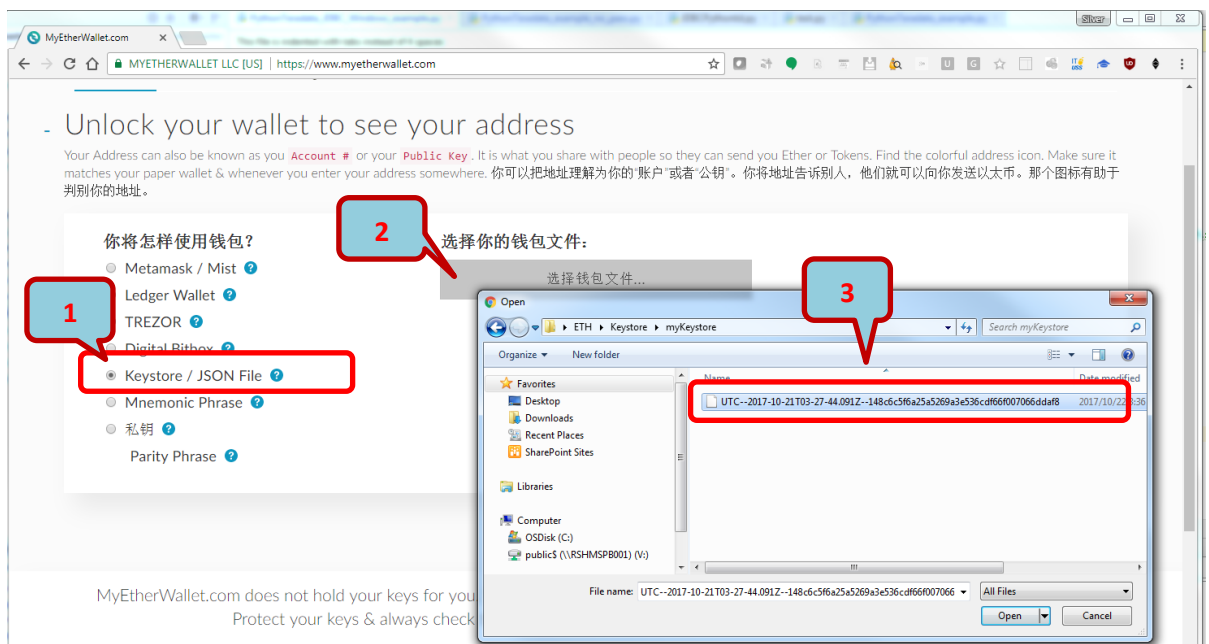 Silver
MyEtherWallet.com
MYETHERWALLET LLC [US] | https://www.myetherwallet.com
Unlock your wallet to see your address
Your Address can also be known as you Account # or your Public Key. It is what you share with people so they can send you Ether or Tokens. Find the colorful address icon. Make sure it
matches your paper wallet & whenever you enter your address somewhere. 你可以把地址理解为你的"账户"或者"公钥"。你将地址告诉别人，他们就可以向你发送以太币。那个图标有助于
判别你的地址。
你将怎样使用钱包?
Metamask / Mist
Ledger Wallet
TREZOR
Digital Bitbox
Keystore / JSON File
Mnemonic Phrase
私钥
Parity Phrase
1
2
选择你的钱包文件:
选择钱包文件...
3
Open
ETH Keystore myKeystore
Search myKeystore
Organize New folder
Name Date modified
UTC--2017-10-21T03-27-44.091Z--148c6c5f6a25a5269a3e536cdf66f007066ddaf8
Favorites
Desktop
Downloads
Recent Places
SharePoint Sites
Libraries
Computer
OSDisk (C:)
public$ (\\RSHMSPB001) (V:)
File name: UTC--2017-10-21T03-27-44.091Z--148c6c5f6a25a5269a3e536cdf66f007066 All Files
Open Cancel
MyEtherWallet.com does not hold your keys for you
Protect your keys & always check